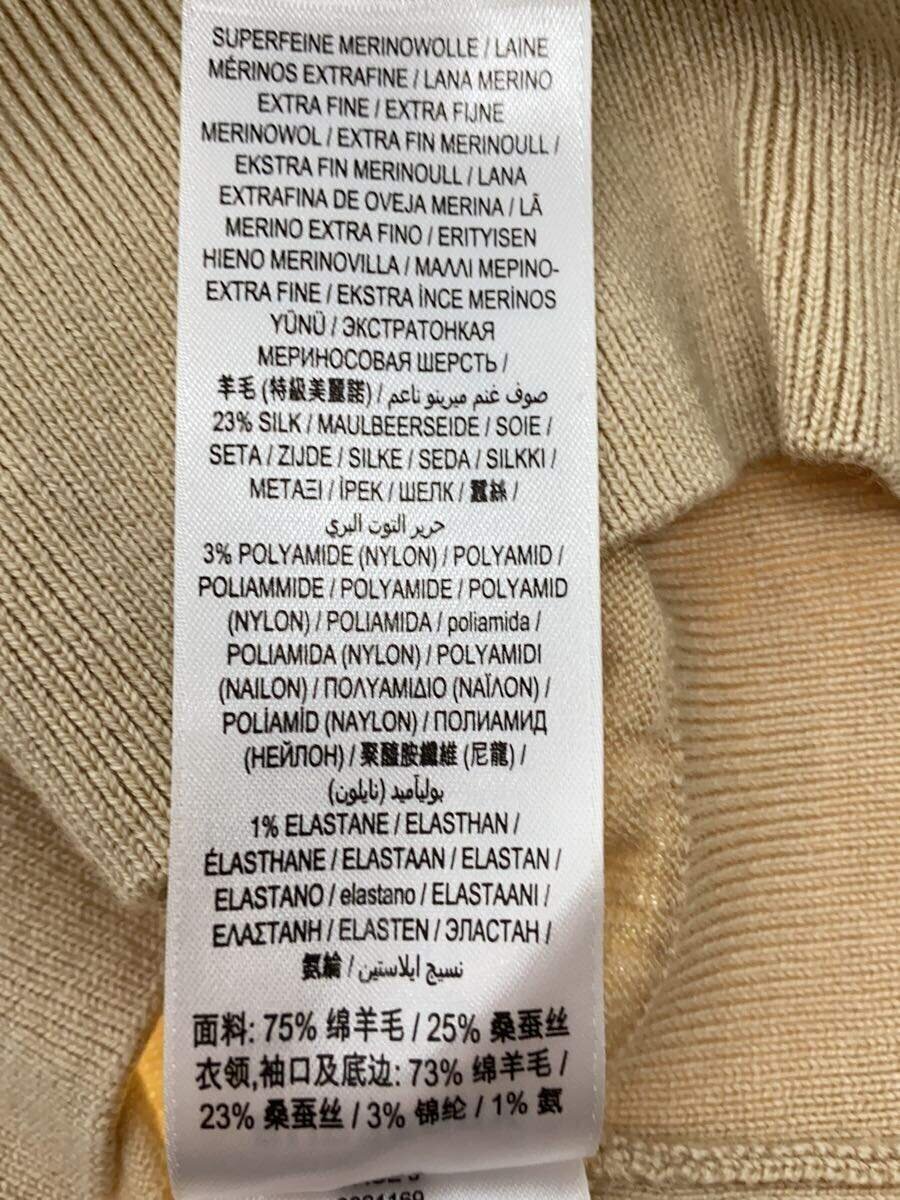 SUPERFEINE MERINOWOLLE / LAINE
MÉRINOS EXTRAFINE / LANA MERINO
EXTRA FINE / EXTRA FIJNE
MERINOWOL / EXTRA FIN MERINOULL /
EKSTRA FIN MERINOULL / LANA
EXTRAFINA DE OVEJA MERINA / LÃ
MERINO EXTRA FINO / ERITYISEN
HIENO MERINOVILLA / ΜΑΛΛΙ ΜΕΡΙΝΟ-
EXTRA FINE / EKSTRA İNCE MERİNOS
YÜNÜ / ЭКСТРАТОНКАЯ
МЕРИНОСОВАЯ ШЕРСТЬ /
羊毛 (特級美麗諾) / صوف غنم ميرينو ناعم
23% SILK / MAULBEERSEIDE / SOIE /
SETA / ZIJDE / SILKE / SEDA / SILKKI /
ΜΕΤΑΞΙ / İPEK / ШЕЛК / 蠶絲 /
حرير التوت البري
3% POLYAMIDE (NYLON) / POLYAMID /
POLIAMMIDE / POLYAMIDE / POLYAMID
(NYLON) / POLIAMIDA / poliamida /
POLIAMIDA (NYLON) / POLYAMIDI
(NAILON) / ΠΟΛΥΑΜΙΔΙΟ (ΝΑΪΛΟΝ) /
POLİAMİD (NAYLON) / ПОЛИАМИД
(НЕЙЛОН) / 聚醯胺纖維 (尼龍) /
بوليآميد (نايلون)
1% ELASTANE / ELASTHAN /
ÉLASTHANE / ELASTAAN / ELASTAN /
ELASTANO / elastano / ELASTAANI /
ΕΛΑΣΤΑΝΗ / ELASTEN / ЭЛАСТАН /
氨綸 / نسيج ايلاستين
面料: 75% 绵羊毛 / 25% 桑蚕丝
衣领,袖口及底边: 73% 绵羊毛 /
23% 桑蚕丝 / 3% 锦纶 / 1% 氨